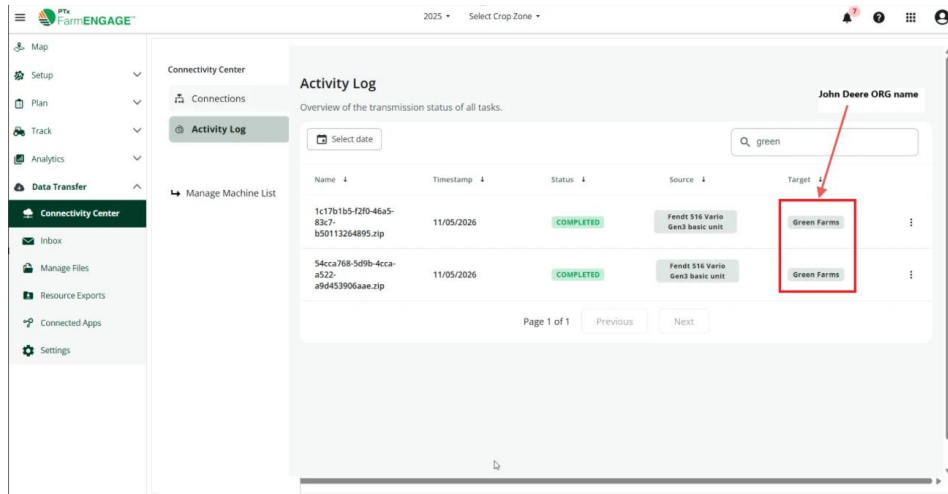 PTx
FarmENGAGE
2025
Select Crop Zone
7
Map
Setup
Plan
Track
Analytics
Data Transfer
Connectivity Center
Inbox
Manage Files
Resource Exports
Connected Apps
Settings
Connectivity Center
Connections
Activity Log
Manage Machine List
Activity Log
Overview of the transmission status of all tasks.
John Deere ORG name
Select date
green
Name Timestamp Status Source Target
1c17b1b5-f2f0-46a5-
83c7-
b50113264895.zip
11/05/2026
COMPLETED
Fendt 516 Vario
Gen3 basic unit
Green Farms
54cca768-5d9b-4cca-
a522-
a9d453906aae.zip
11/05/2026
COMPLETED
Fendt 516 Vario
Gen3 basic unit
Green Farms
Page 1 of 1 Previous Next